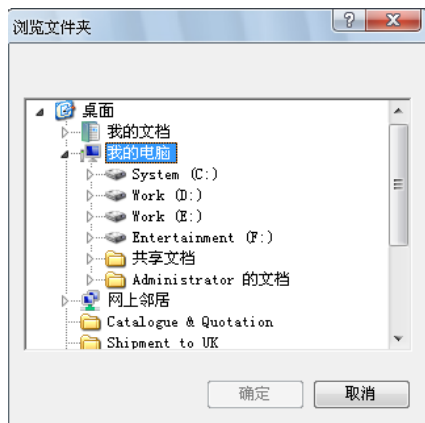 浏览文件夹
桌面
我的文档
我的电脑
System (C:)
Work (D:)
Work (E:)
Entertainment (F:)
共享文档
Administrator 的文档
网上邻居
Catalogue & Quotation
Shipment to UK
确定
取消